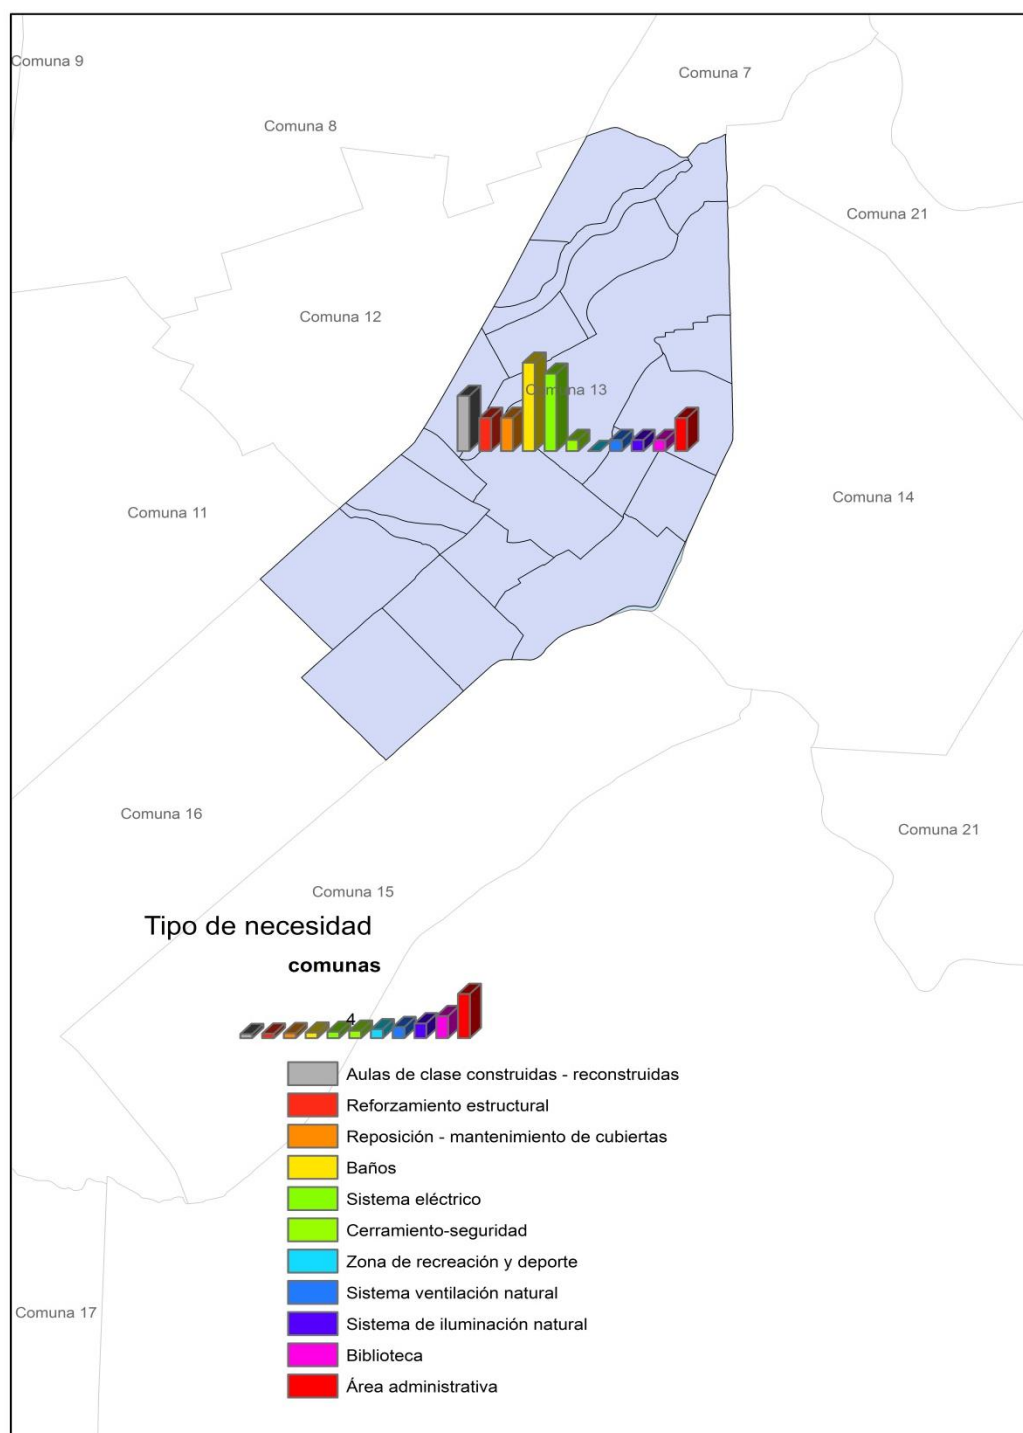 Comuna 9
Comuna 7
Comuna 8
Comuna 21
Comuna 12
Comuna 13
Comuna 14
Comuna 11
Comuna 16
Comuna 21
Comuna 15
Tipo de necesidad
comunas
4
Aulas de clase construidas - reconstruidas
Reforzamiento estructural
Reposición - mantenimiento de cubiertas
Baños
Sistema eléctrico
Cerramiento-seguridad
Zona de recreación y deporte
Sistema ventilación natural
Comuna 17
Sistema de iluminación natural
Biblioteca
Área administrativa